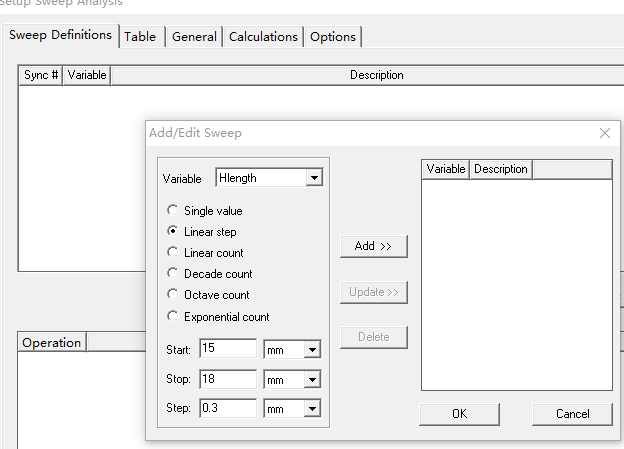 Setup Sweep Analysis
Sweep Definitions Table General Calculations Options
Sync # Variable Description
Add/Edit Sweep
Variable Hlength
Single value
Linear step
Linear count
Decade count
Octave count
Exponential count
Start: 15 mm
Stop: 18 mm
Step: 0.3 mm
Add >>
Update >>
Delete
Variable Description
OK Cancel
Operation